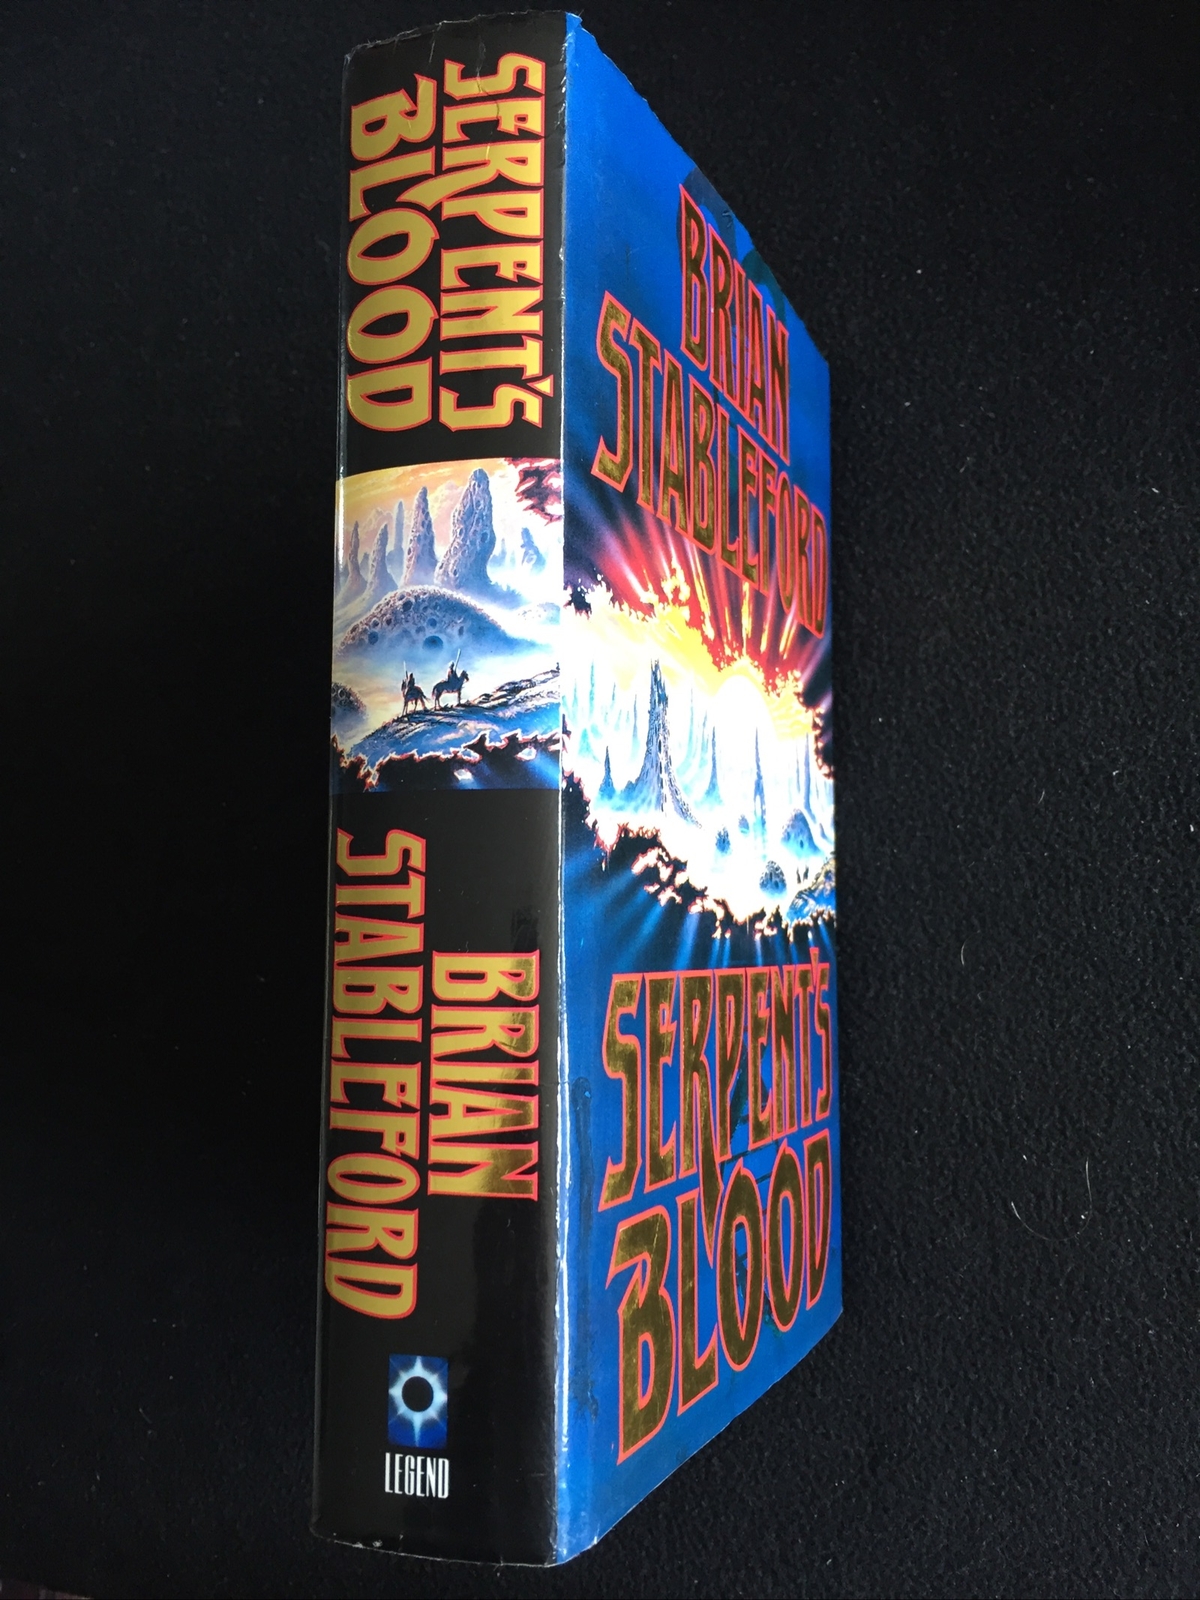 SERPENT'S
BLOOD
BRIAN
STABLEFORD
LEGEND
BRIAN
STABLEFORD
SERPENT'S
BLOOD